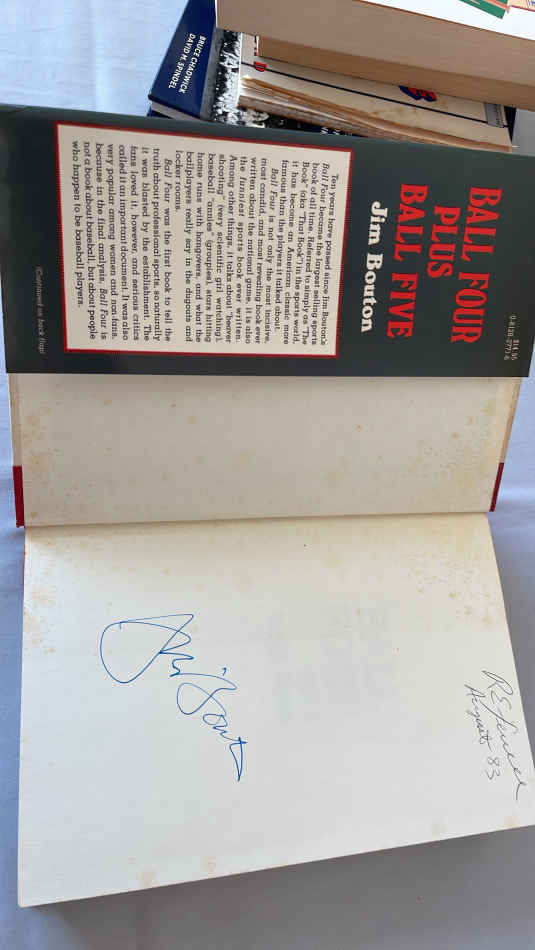 BRUCE CHADWICK
DAVID M. SPINDEL
$14.95
0-8128-2771-6
BALL FOUR
PLUS
BALL FIVE
Jim Bouton
Ten years have passed since Jim Bouton's
Ball Four became the largest selling sports
book of all time. Referred to simply as "The
Book" (aka "That Book") in the sports world,
it has become an American classic more
famous than the players it talked about.
Ball Four is not only the most incisive,
most candid, and most revealing book ever
written about the national game, it is also
the funniest sports book ever written.
Among other things, it talks about "beaver
shooting" (very scientific girl watching),
baseball "annies" (groupies), stars hitting
home runs with hangovers, and what the
ballplayers really say in the dugouts and
locker rooms.
Ball Four was the first book to tell the
truth about professional sports, so naturally
it was blasted by the establishment. The
fans loved it, however, and serious critics
called it an important document. It was also
very popular among women and non-fans,
because in the final analysis, Ball Four is
not a book about baseball, but about people
who happen to be baseball players.
(Continued on back flap)
R E
August 83
Jim Bouton